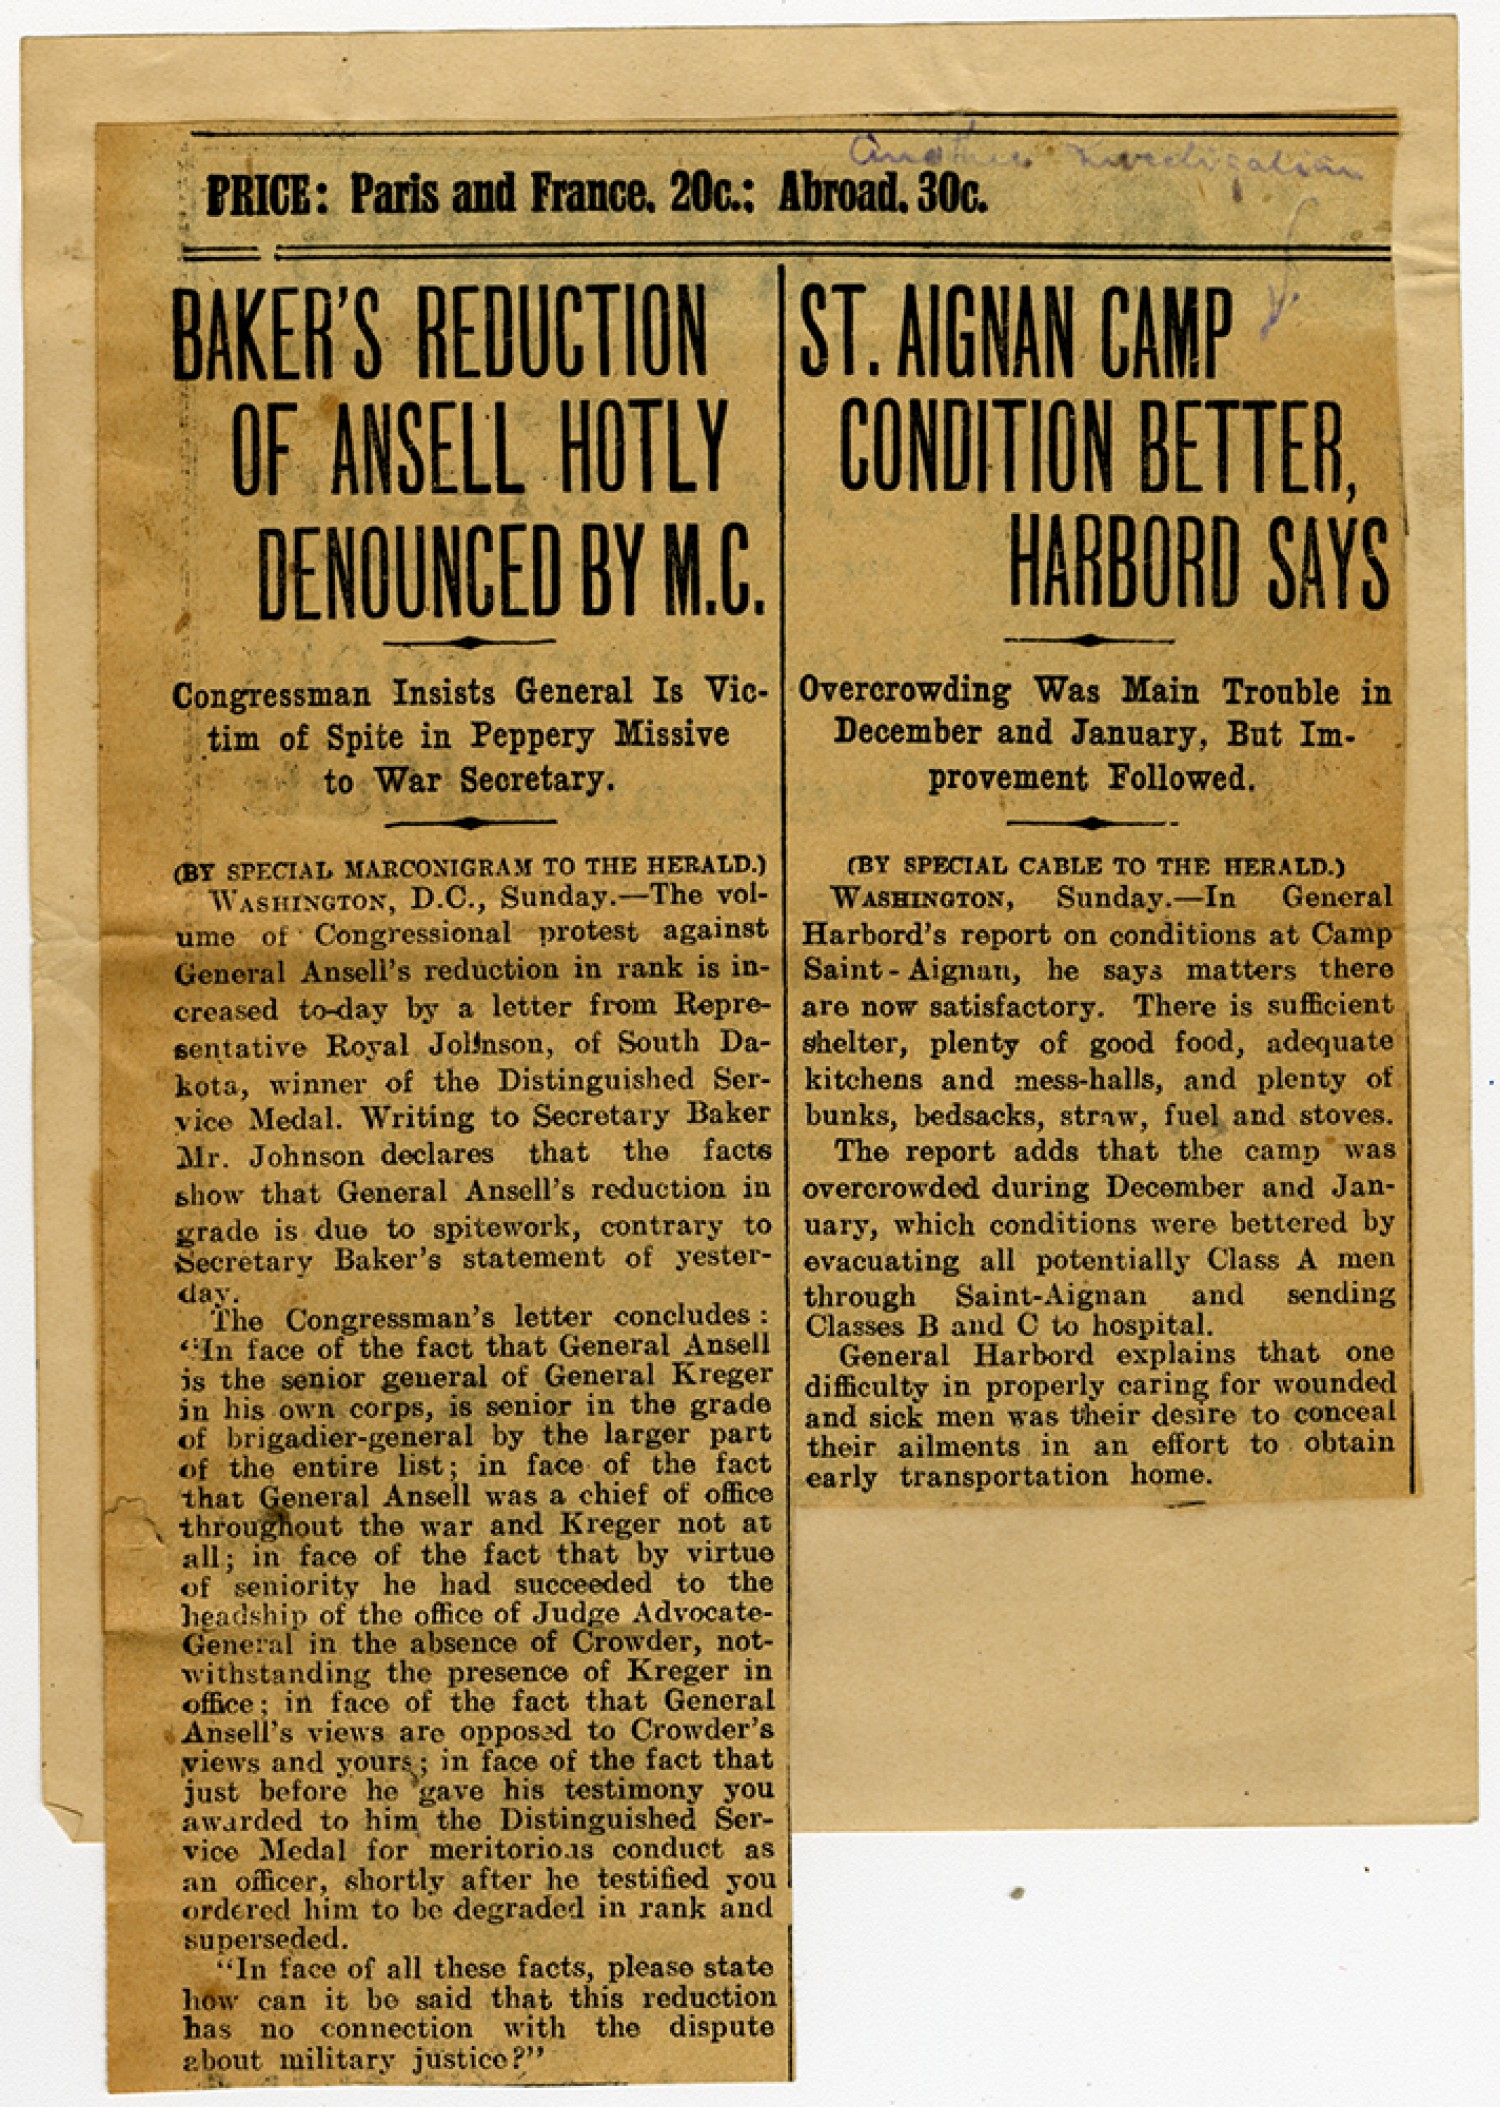 Another Investigation
PRICE: Paris and France, 20c.; Abroad, 30c.
BAKER'S REDUCTION
OF ANSELL HOTLY
DENOUNCED BY M.C.
Congressman Insists General Is Vic-
tim of Spite in Peppery Missive
to War Secretary.
(BY SPECIAL MARCONIGRAM TO THE HERALD.)
WASHINGTON, D.C., Sunday.—The vol-
ume of Congressional protest against
General Ansell's reduction in rank is in-
creased to-day by a letter from Repre-
sentative Royal Johnson, of South Da-
kota, winner of the Distinguished Ser-
vice Medal. Writing to Secretary Baker
Mr. Johnson declares that the facts
show that General Ansell's reduction in
grade is due to spitework, contrary to
Secretary Baker's statement of yester-
day.
The Congressman's letter concludes:
"In face of the fact that General Ansell
is the senior general of General Kreger
in his own corps, is senior in the grade
of brigadier-general by the larger part
of the entire list; in face of the fact
that General Ansell was a chief of office
throughout the war and Kreger not at
all; in face of the fact that by virtue
of seniority he had succeeded to the
headship of the office of Judge Advocate-
General in the absence of Crowder, not-
withstanding the presence of Kreger in
office; in face of the fact that General
Ansell's views are opposed to Crowder's
views and yours; in face of the fact that
just before he gave his testimony you
awarded to him the Distinguished Ser-
vice Medal for meritorious conduct as
an officer, shortly after he testified you
ordered him to be degraded in rank and
superseded.
"In face of all these facts, please state
how can it be said that this reduction
has no connection with the dispute
about military justice?"
ST. AIGNAN CAMP
CONDITION BETTER,
HARBORD SAYS
Overcrowding Was Main Trouble in
December and January, But Im-
provement Followed.
(BY SPECIAL CABLE TO THE HERALD.)
WASHINGTON, Sunday.—In General
Harbord's report on conditions at Camp
Saint-Aignan, he says matters there
are now satisfactory. There is sufficient
shelter, plenty of good food, adequate
kitchens and mess-halls, and plenty of
bunks, bedsacks, straw, fuel and stoves.
The report adds that the camp was
overcrowded during December and Jan-
uary, which conditions were bettered by
evacuating all potentially Class A men
through Saint-Aignan and sending
Classes B and C to hospital.
General Harbord explains that one
difficulty in properly caring for wounded
and sick men was their desire to conceal
their ailments in an effort to obtain
early transportation home.